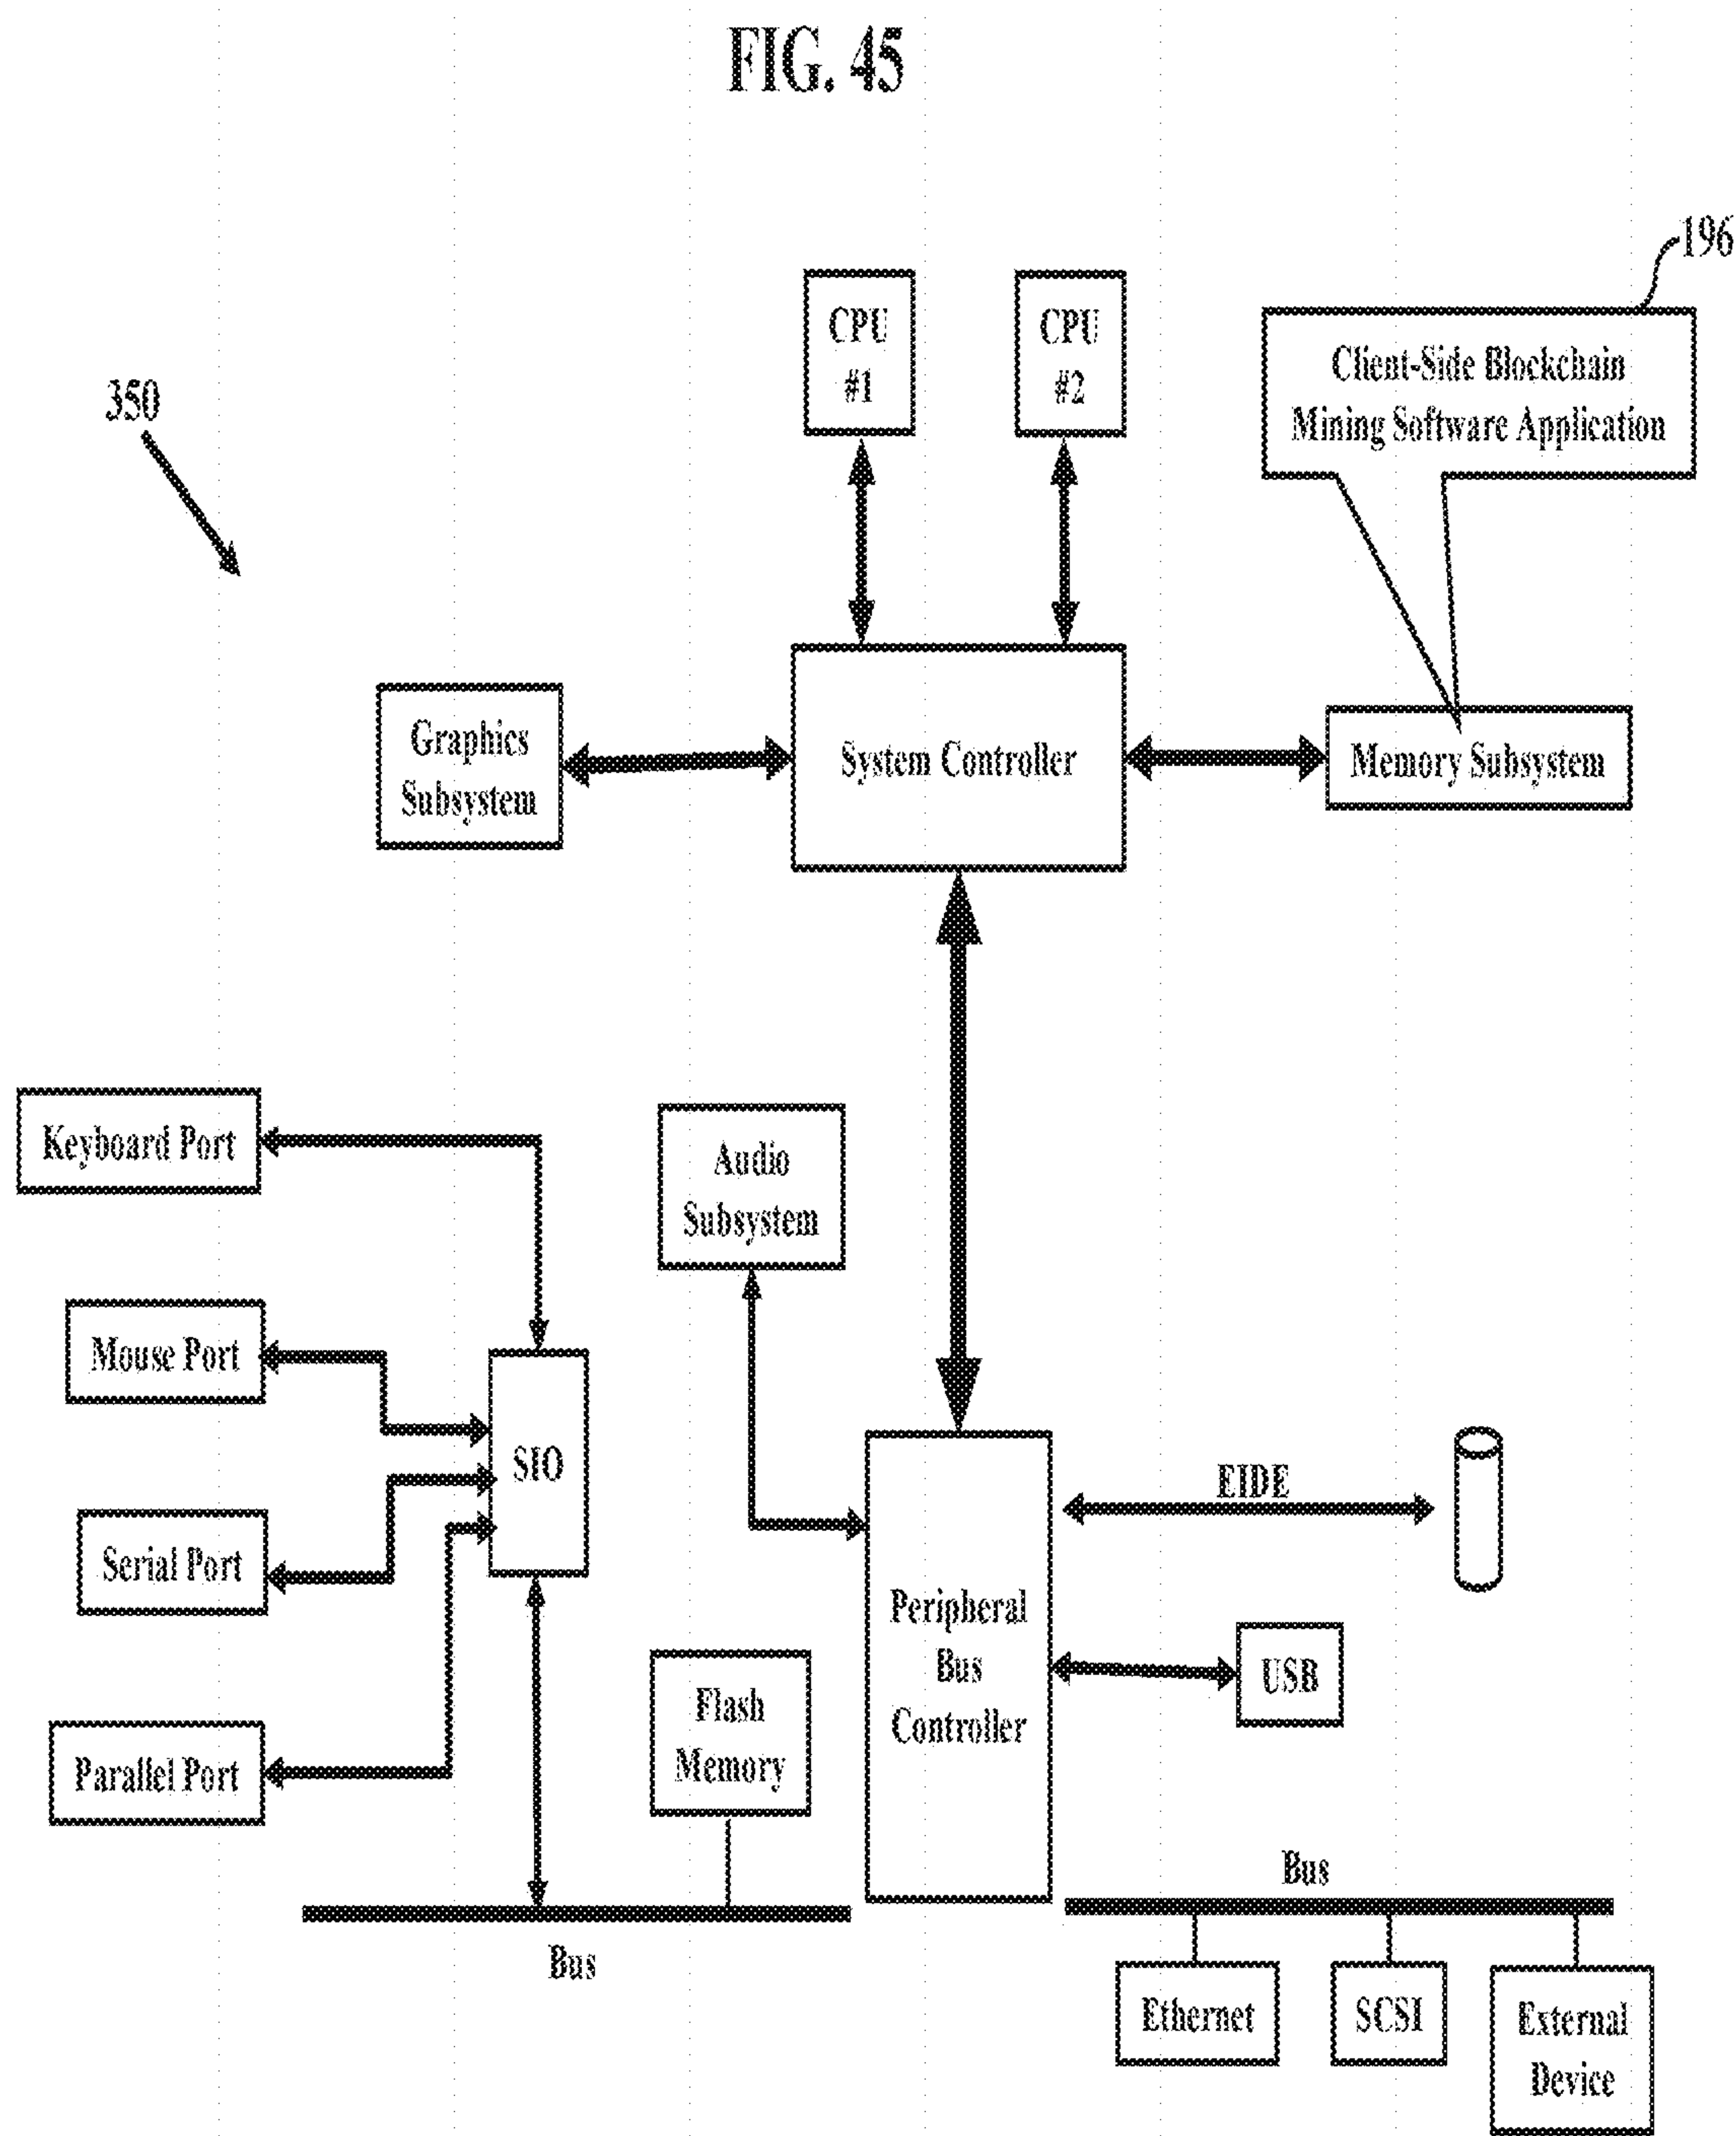 FIG. 45
196
CPU
#1
CPU
#2
Client-Side Blockchain
Mining Software Application
350
Graphics
Subsystem
System Controller
Memory Subsystem
Keyboard Port
Audio
Subsystem
Mouse Port
SIO
EIDE
Serial Port
Peripheral
Bus
Controller
USB
Flash
Memory
Parallel Port
Bus
Bus
Ethernet
SCSI
External
Device